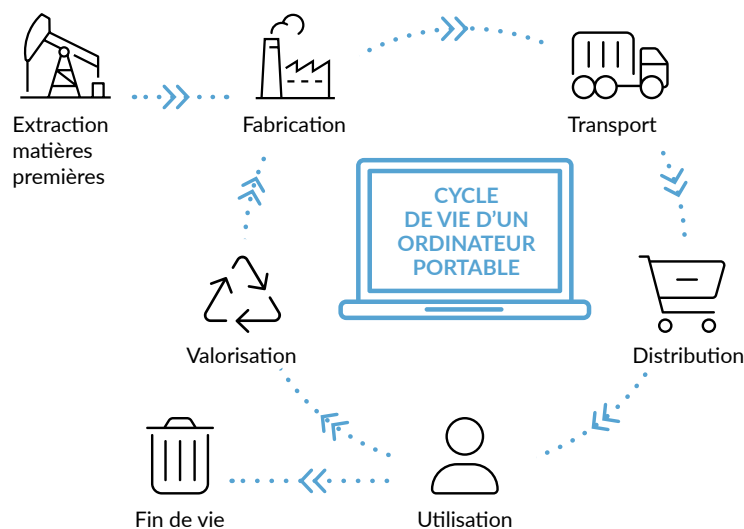 Extraction
matières
premières
Fabrication
Transport
CYCLE
DE VIE D’UN
ORDINATEUR
PORTABLE
Valorisation
Distribution
Fin de vie
Utilisation